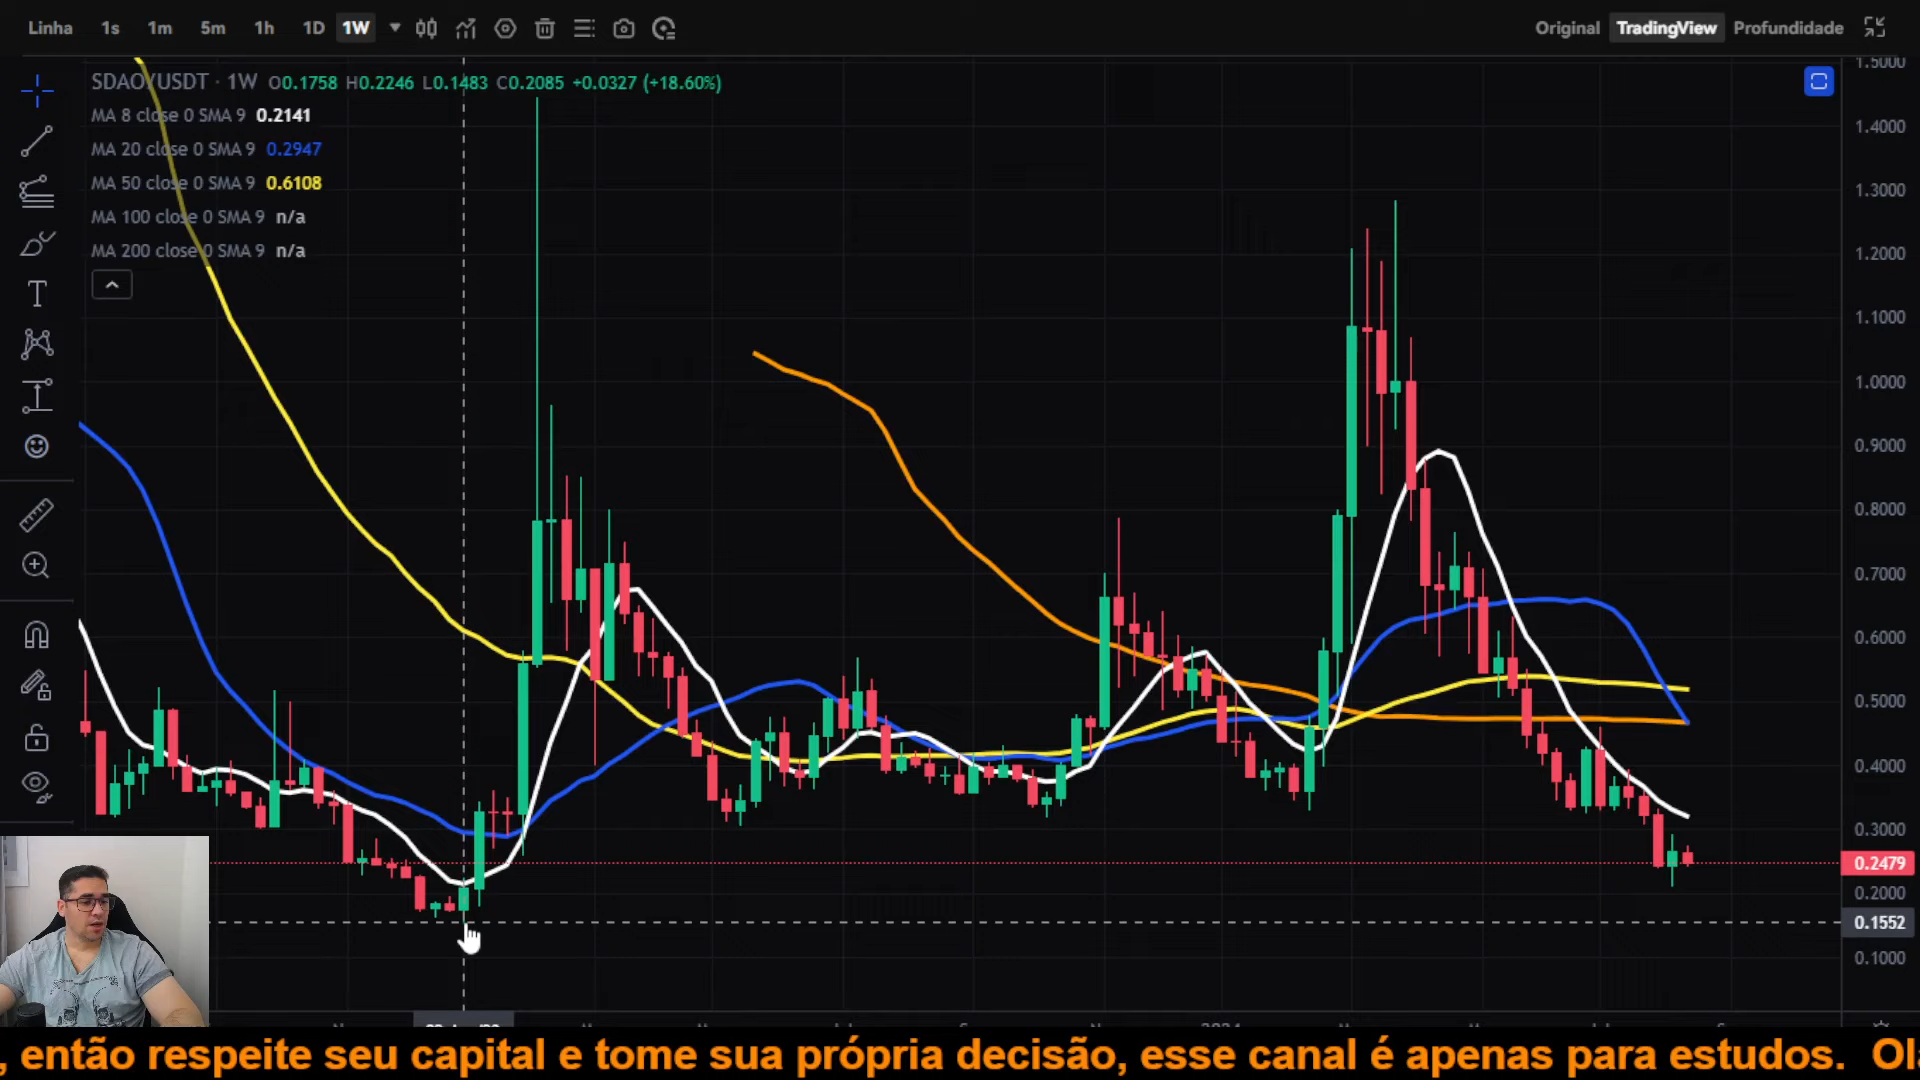 Linha 1s 1m 5m 1h 1D 1W Original TradingView Profundidade
SDAO/USDT · 1W O0.1758 H0.2246 L0.1483 C0.2085 +0.0327 (+18.60%)
MA 8 close 0 SMA 9 0.2141
MA 20 close 0 SMA 9 0.2947
MA 50 close 0 SMA 9 0.6108
MA 100 close 0 SMA 9 n/a
MA 200 close 0 SMA 9 n/a
1.5000
1.4000
1.3000
1.2000
1.1000
1.0000
0.9000
0.8000
0.7000
0.6000
0.5000
0.4000
0.3000
0.2479
0.2000
0.1552
0.1000
, então respeite seu capital e tome sua própria decisão, esse canal é apenas para estudos. Ol